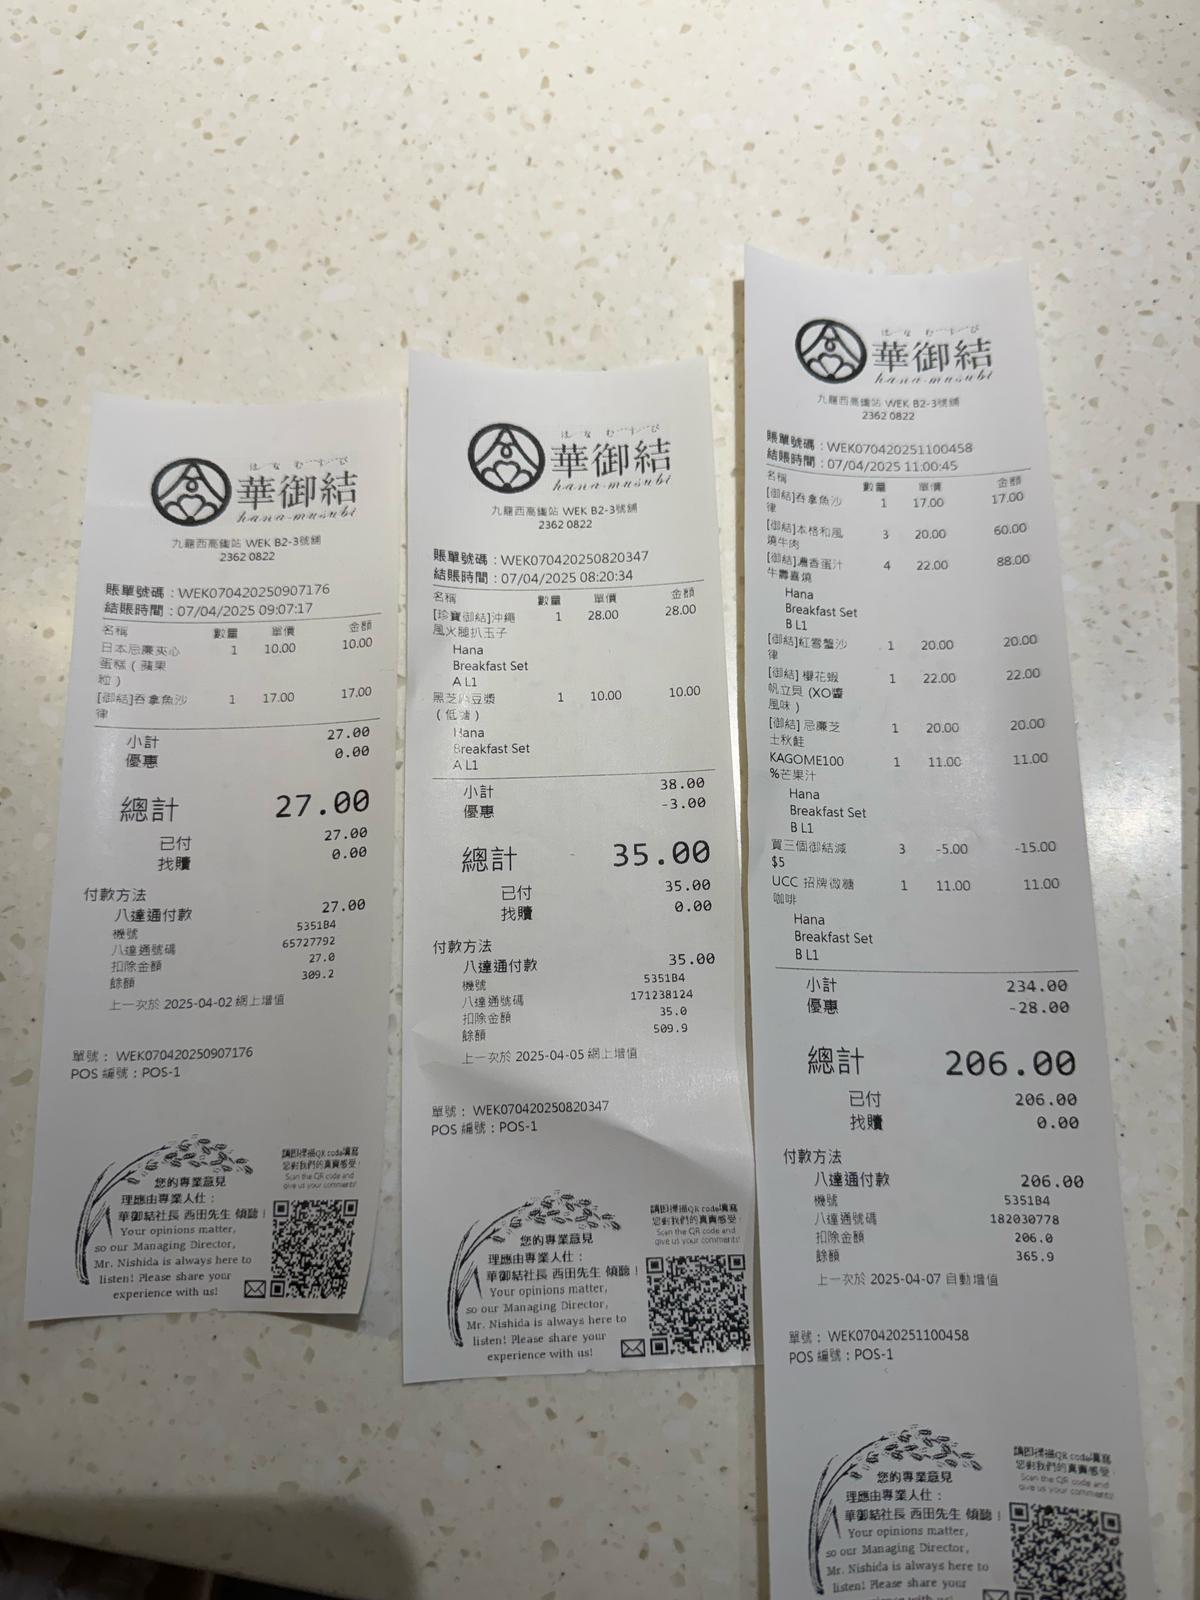 は な む す び
華御結
hana-musubi
九龍西高鐵站 WEK B2-3號舖
2362 0822
賬單號碼：WEK070420250907176
結賬時間：07/04/2025 09:07:17
名稱 數量 單價 金額
日本忌廉夾心 1 10.00 10.00
蛋糕（蘋果
粒）
[御結]吞拿魚沙 1 17.00 17.00
律
小計 27.00
優惠 0.00
總計 27.00
已付 27.00
找贖 0.00
付款方法
八達通付款 27.00
機號 5351B4
八達通號碼 65727792
扣除金額 27.0
餘額 309.2
上一次於 2025-04-02 網上增值
單號： WEK070420250907176
POS 編號：POS-1
請即掃描QR code填寫
您對我們的真實感受!
Scan the QR code and
give us your comments!
您的專業意見
理應由專業人仕：
華御結社長 西田先生 傾聽！
Your opinions matter,
so our Managing Director,
Mr. Nishida is always here to
listen! Please share your
experience with us!
は な む す び
華御結
hana-musubi
九龍西高鐵站 WEK B2-3號舖
2362 0822
賬單號碼：WEK070420250820347
結賬時間：07/04/2025 08:20:34
名稱 數量 單價 金額
[珍寶御結]沖繩 1 28.00 28.00
風火腿扒玉子
Hana
Breakfast Set
A L1
黑芝麻豆漿 1 10.00 10.00
（低糖）
Hana
Breakfast Set
A L1
小計 38.00
優惠 -3.00
總計 35.00
已付 35.00
找贖 0.00
付款方法
八達通付款 35.00
機號 5351B4
八達通號碼 171238124
扣除金額 35.0
餘額 509.9
上一次於 2025-04-05 網上增值
單號： WEK070420250820347
POS 編號：POS-1
請即掃描QR code填寫
您對我們的真實感受!
Scan the QR code and
give us your comments!
您的專業意見
理應由專業人仕：
華御結社長 西田先生 傾聽！
Your opinions matter,
so our Managing Director,
Mr. Nishida is always here to
listen! Please share your
experience with us!
は な む す び
華御結
hana-musubi
九龍西高鐵站 WEK B2-3號舖
2362 0822
賬單號碼：WEK070420251100458
結賬時間：07/04/2025 11:00:45
名稱 數量 單價 金額
[御結]吞拿魚沙 1 17.00 17.00
律
[御結]本格和風 3 20.00 60.00
燒牛肉
[御結]濃香蛋汁 4 22.00 88.00
牛壽喜燒
Hana
Breakfast Set
B L1
[御結]紅雪蟹沙 1 20.00 20.00
律
[御結] 櫻花蝦 1 22.00 22.00
帆立貝 (XO醬
風味）
[御結] 忌廉芝 1 20.00 20.00
士秋鮭
KAGOME100 1 11.00 11.00
%芒果汁
Hana
Breakfast Set
B L1
買三個御結減 3 -5.00 -15.00
$5
UCC 招牌微糖 1 11.00 11.00
咖啡
Hana
Breakfast Set
B L1
小計 234.00
優惠 -28.00
總計 206.00
已付 206.00
找贖 0.00
付款方法
八達通付款 206.00
機號 5351B4
八達通號碼 182030778
扣除金額 206.0
餘額 365.9
上一次於 2025-04-07 自動增值
單號： WEK070420251100458
POS 編號：POS-1
請即掃描QR code填寫
您對我們的真實感受!
Scan the QR code and
give us your comments!
您的專業意見
理應由專業人仕：
華御結社長 西田先生 傾聽！
Your opinions matter,
so our Managing Director,
Mr. Nishida is always here to
listen! Please share your